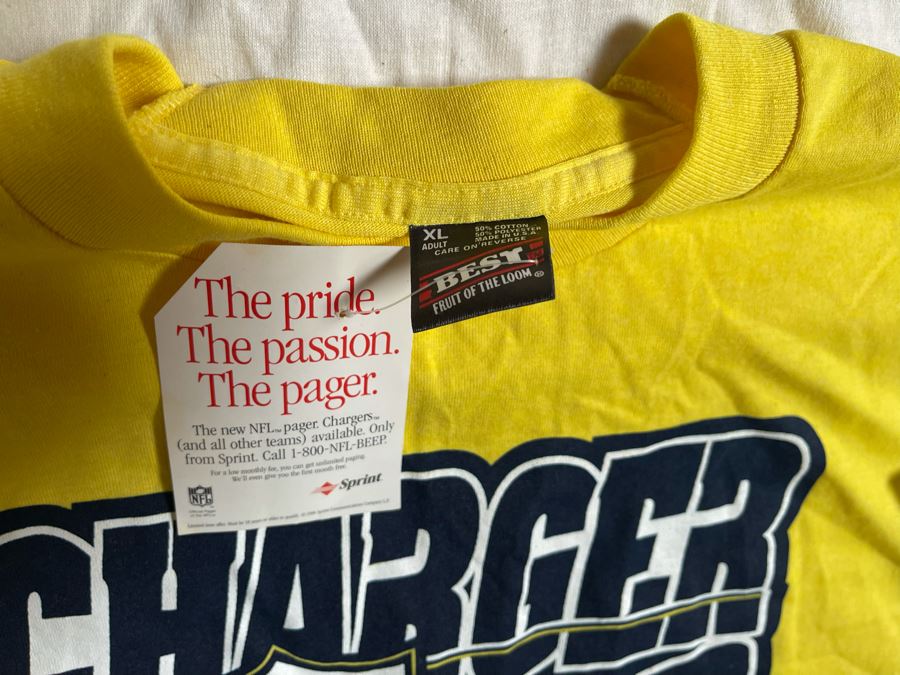 XL
ADULT
50% COTTON
50% POLYESTER
MADE IN U.S.A
CARE ON REVERSE
BEST
FRUIT OF THE LOOM ®
The pride.
The passion.
The pager.
The new NFL™ pager. Chargers™
(and all other teams) available. Only
from Sprint. Call 1-800-NFL-BEEP.
For a low monthly fee, you can get unlimited paging.
We'll even give you the first month free.
Sprint
NFL
CHARGER